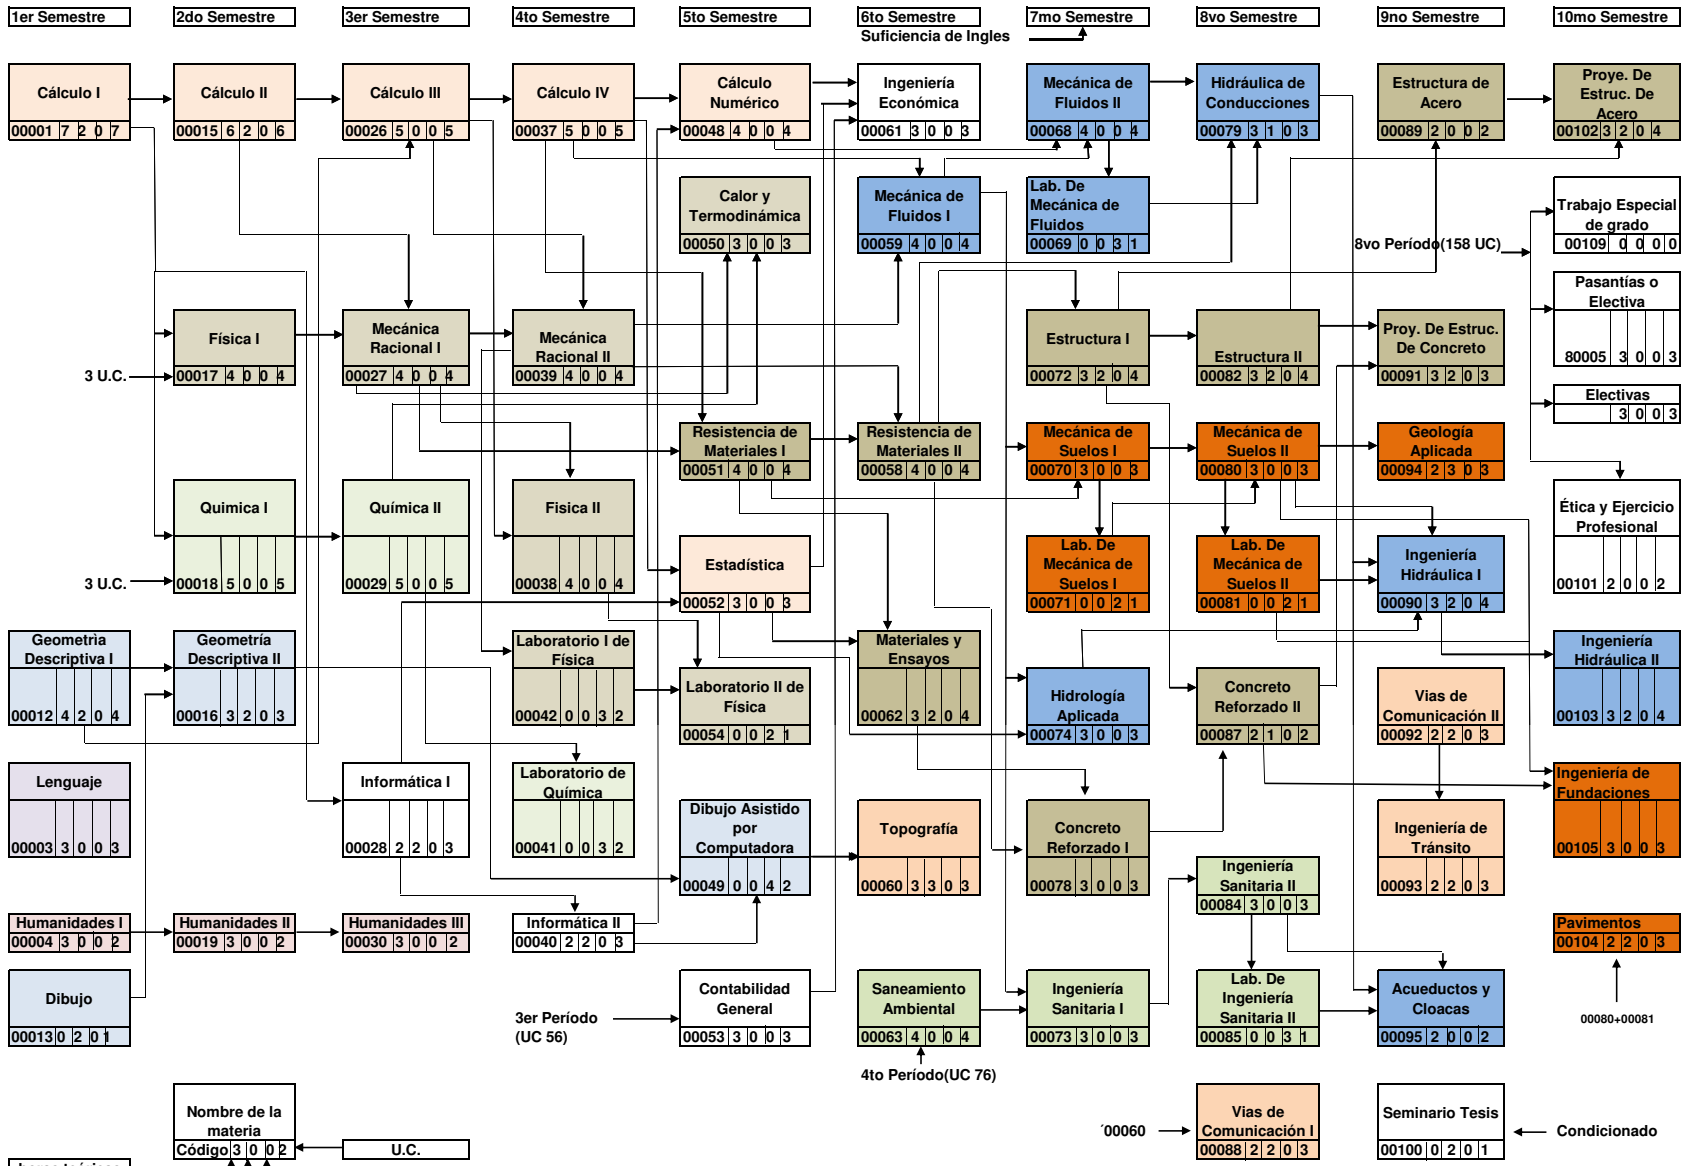 1er Semestre 2do Semestre 3er Semestre 4to Semestre 5to Semestre 6to Semestre 7mo Semestre 8vo Semestre 9no Semestre 10mo Semestre
Suficiencia de Ingles
Cálculo I
00001 7 2 0 7
Cálculo II
00015 6 2 0 6
Cálculo III
00026 5 0 0 5
Cálculo IV
00037 5 0 0 5
Cálculo
Numérico
00048 4 0 0 4
Ingeniería
Económica
00061 3 0 0 3
Mecánica de
Fluidos II
00068 4 0 0 4
Hidráulica de
Conducciones
00079 3 1 0 3
Estructura de
Acero
00089 2 0 0 2
Proye. De
Estruc. De
Acero
00102 3 2 0 4
Calor y
Termodinámica
00050 3 0 0 3
Mecánica de
Fluidos I
00059 4 0 0 4
Lab. De
Mecánica de
Fluidos
00069 0 0 3 1
8vo Período(158 UC)
Trabajo Especial
de grado
00109 0 0 0 0
Pasantías o
Electiva
80005 3 0 0 3
Física I
00017 4 0 0 4
3 U.C.
Mecánica
Racional I
00027 4 0 0 4
Mecánica
Racional II
00039 4 0 0 4
Estructura I
00072 3 2 0 4
Estructura II
00082 3 2 0 4
Proy. De Estruc.
De Concreto
00091 3 2 0 3
Electivas
3 0 0 3
Resistencia de
Materiales I
00051 4 0 0 4
Resistencia de
Materiales II
00058 4 0 0 4
Mecánica de
Suelos I
00070 3 0 0 3
Mecánica de
Suelos II
00080 3 0 0 3
Geología
Aplicada
00094 2 3 0 3
Quimica I
00018 5 0 0 5
3 U.C.
Química II
00029 5 0 0 5
Fisica II
00038 4 0 0 4
Estadística
00052 3 0 0 3
Lab. De
Mecánica de
Suelos I
00071 0 0 2 1
Lab. De
Mecánica de
Suelos II
00081 0 0 2 1
Ingeniería
Hidráulica I
00090 3 2 0 4
Ética y Ejercicio
Profesional
00101 2 0 0 2
Geometrìa
Descriptiva I
00012 4 2 0 4
Geometría
Descriptiva II
00016 3 2 0 3
Laboratorio I de
Física
00042 0 0 3 2
Laboratorio II de
Física
00054 0 0 2 1
Materiales y
Ensayos
00062 3 2 0 4
Hidrología
Aplicada
00074 3 0 0 3
Concreto
Reforzado II
00087 2 1 0 2
Vias de
Comunicación II
00092 2 2 0 3
Ingeniería
Hidráulica II
00103 3 2 0 4
Lenguaje
00003 3 0 0 3
Informática I
00028 2 2 0 3
Laboratorio de
Química
00041 0 0 3 2
Dibujo Asistido
por
Computadora
00049 0 0 4 2
Topografía
00060 3 3 0 3
Concreto
Reforzado I
00078 3 0 0 3
Ingeniería
Sanitaria II
00084 3 0 0 3
Ingeniería de
Tránsito
00093 2 2 0 3
Ingeniería de
Fundaciones
00105 3 0 0 3
Humanidades I
00004 3 0 0 2
Humanidades II
00019 3 0 0 2
Humanidades III
00030 3 0 0 2
Informática II
00040 2 2 0 3
Pavimentos
00104 2 2 0 3
00080+00081
Dibujo
00013 0 2 0 1
3er Período
(UC 56)
Contabilidad
General
00053 3 0 0 3
Saneamiento
Ambiental
00063 4 0 0 4
4to Período(UC 76)
Ingeniería
Sanitaria I
00073 3 0 0 3
Lab. De
Ingeniería
Sanitaria II
00085 0 0 3 1
Acueductos y
Cloacas
00095 2 0 0 2
Nombre de la
materia
Código 3 0 0 2
U.C.
´00060
Vias de
Comunicación I
00088 2 2 0 3
Seminario Tesis
00100 0 2 0 1
Condicionado